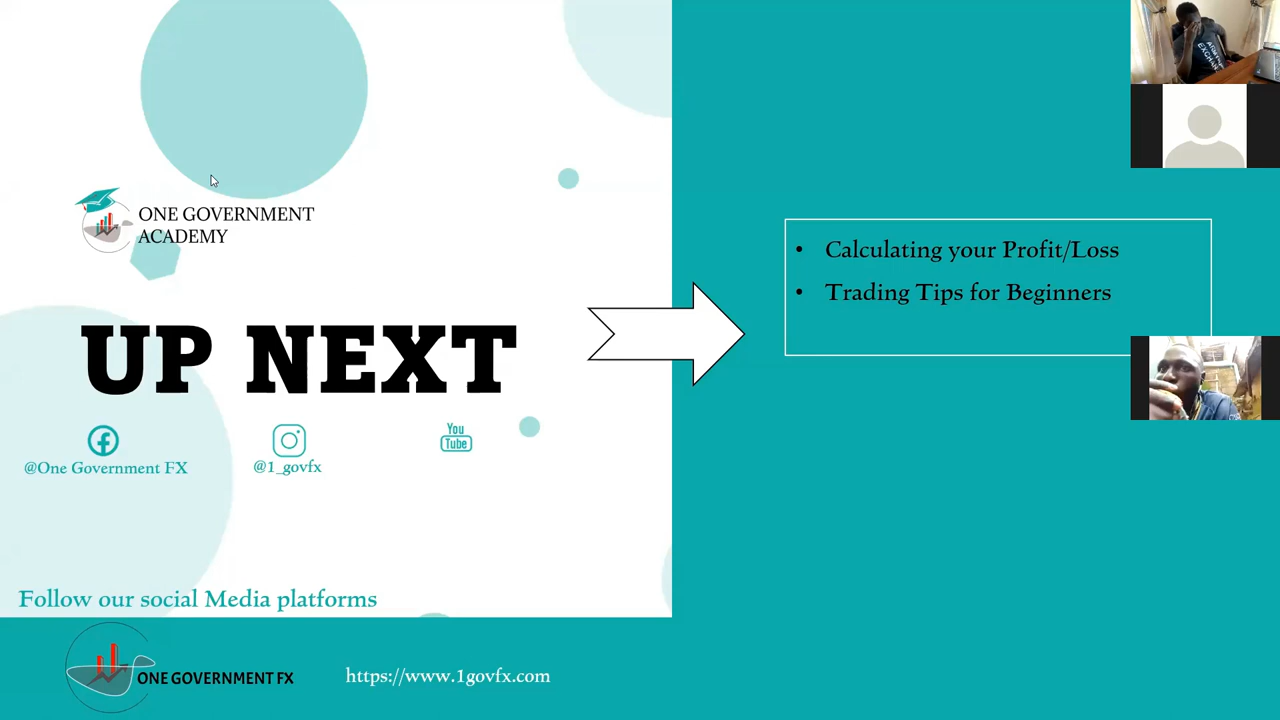 ONE GOVERNMENT
ACADEMY
UP NEXT
@One Government FX
@1_govfx
You
Tube
Follow our social Media platforms
ONE GOVERNMENT FX
https://www.1govfx.com
• Calculating your Profit/Loss
• Trading Tips for Beginners
EXCHANGE